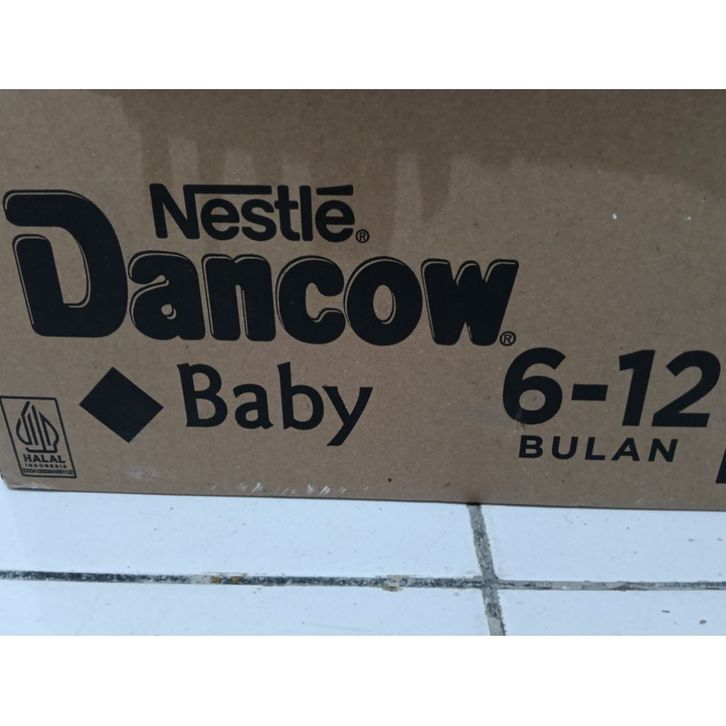 Nestlé®
Dancow®
Baby
6-12
BULAN
HALAL
INDONESIA